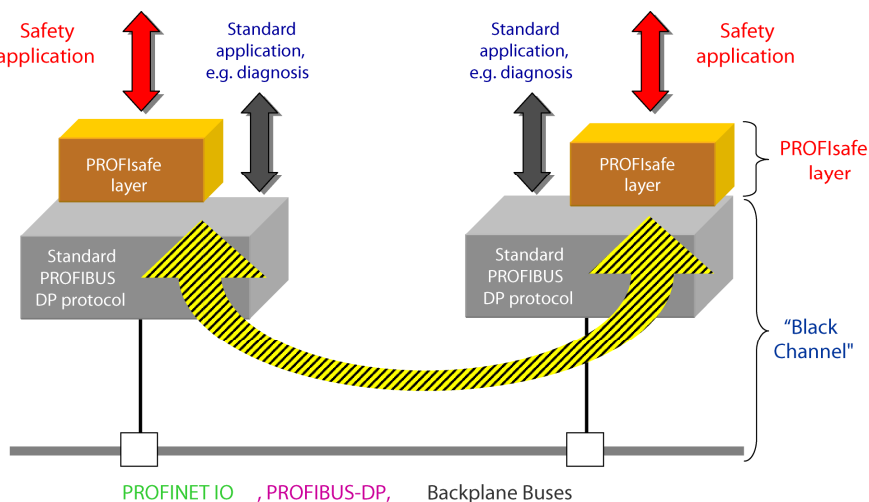 Safety
application
Standard
application,
e.g. diagnosis
Standard
application,
e.g. diagnosis
Safety
application
PROFIsafe
layer
PROFIsafe
layer
PROFIsafe
layer
Standard
PROFIBUS
DP protocol
Standard
PROFIBUS
DP protocol
“Black
Channel"
PROFINET IO , PROFIBUS-DP, Backplane Buses